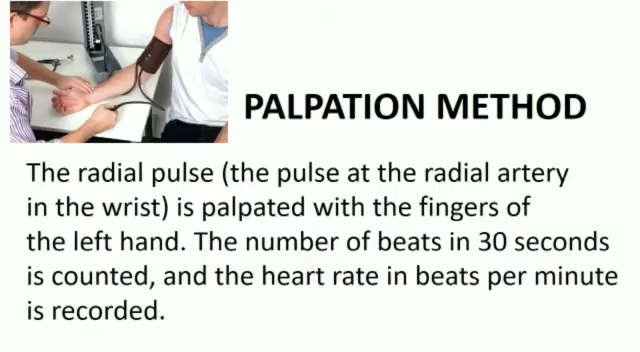 PALPATION METHOD
The radial pulse (the pulse at the radial artery
in the wrist) is palpated with the fingers of
the left hand. The number of beats in 30 seconds
is counted, and the heart rate in beats per minute
is recorded.